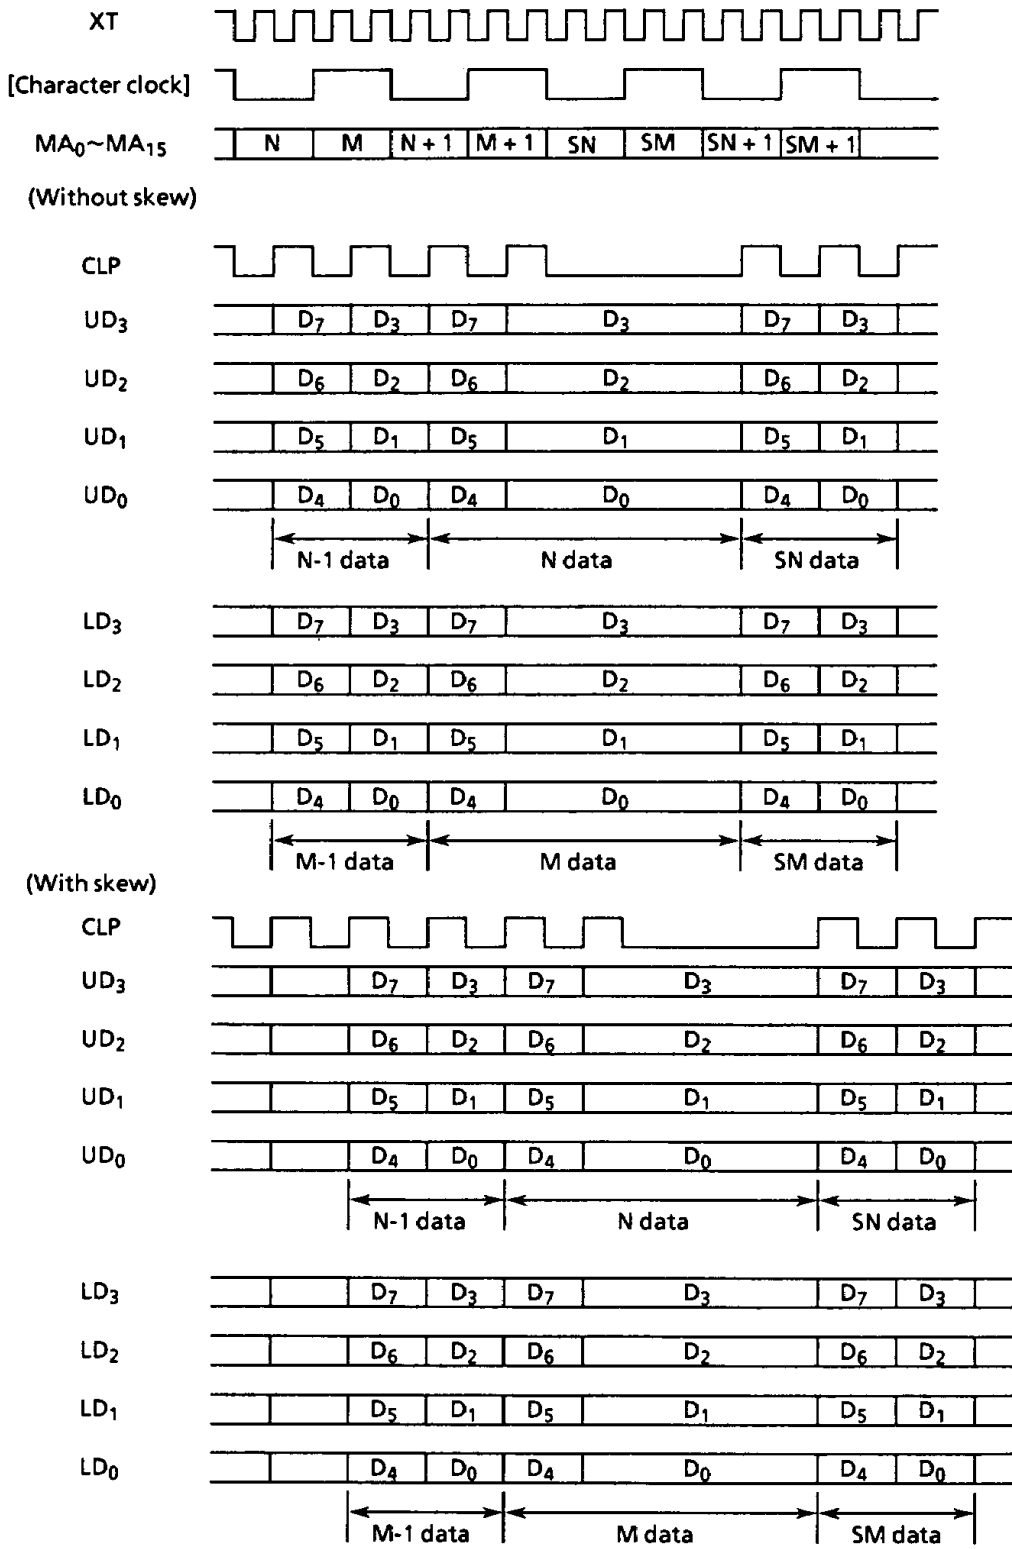 XT
[Character clock]
MA₀~MA₁₅ N M N + 1 M + 1 SN SM SN + 1 SM + 1
(Without skew)
CLP
UD₃ D₇ D₃ D₇ D₃ D₇ D₃
UD₂ D₆ D₂ D₆ D₂ D₆ D₂
UD₁ D₅ D₁ D₅ D₁ D₅ D₁
UD₀ D₄ D₀ D₄ D₀ D₄ D₀
N-1 data N data SN data
LD₃ D₇ D₃ D₇ D₃ D₇ D₃
LD₂ D₆ D₂ D₆ D₂ D₆ D₂
LD₁ D₅ D₁ D₅ D₁ D₅ D₁
LD₀ D₄ D₀ D₄ D₀ D₄ D₀
M-1 data M data SM data
(With skew)
CLP
UD₃ D₇ D₃ D₇ D₃ D₇ D₃
UD₂ D₆ D₂ D₆ D₂ D₆ D₂
UD₁ D₅ D₁ D₅ D₁ D₅ D₁
UD₀ D₄ D₀ D₄ D₀ D₄ D₀
N-1 data N data SN data
LD₃ D₇ D₃ D₇ D₃ D₇ D₃
LD₂ D₆ D₂ D₆ D₂ D₆ D₂
LD₁ D₅ D₁ D₅ D₁ D₅ D₁
LD₀ D₄ D₀ D₄ D₀ D₄ D₀
M-1 data M data SM data